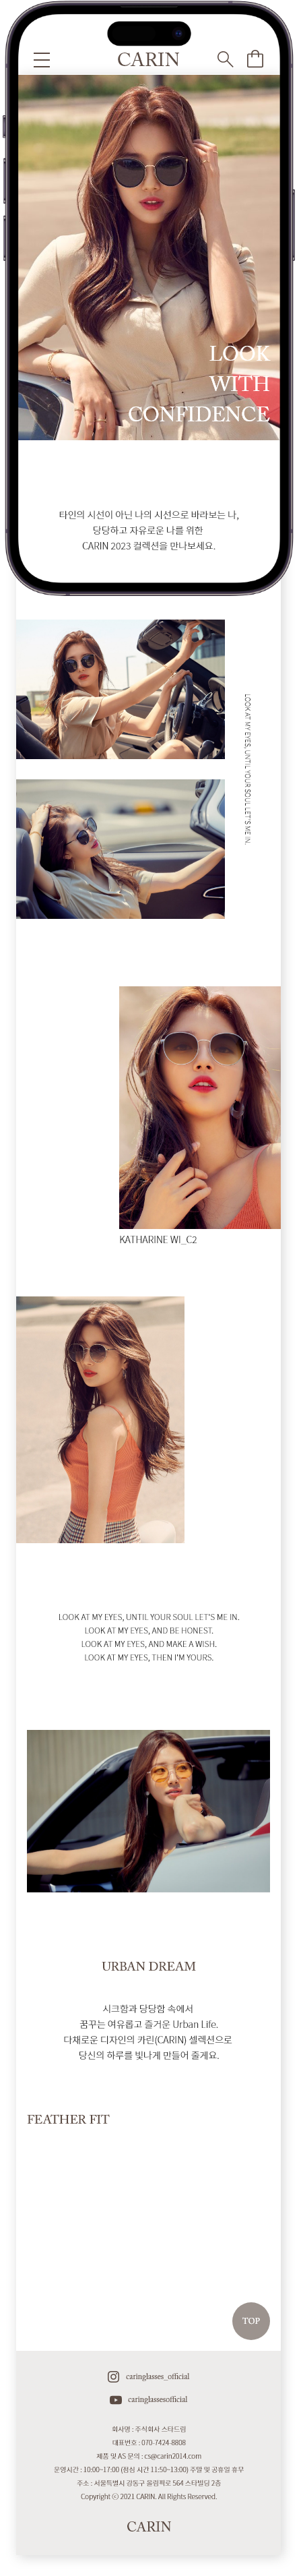 CARIN
LOOK
WITH
CONFIDENCE
타인의 시선이 아닌 나의 시선으로 바라보는 나,
당당하고 자유로운 나를 위한
CARIN 2023 컬렉션을 만나보세요.
LOOK AT MY EYES, UNTIL YOUR SOUL LET'S ME IN.
KATHARINE WI_C2
LOOK AT MY EYES, UNTIL YOUR SOUL LET'S ME IN.
LOOK AT MY EYES, AND BE HONEST.
LOOK AT MY EYES, AND MAKE A WISH.
LOOK AT MY EYES, THEN I'M YOURS.
URBAN DREAM
시크함과 당당함 속에서
꿈꾸는 여유롭고 즐거운 Urban Life.
다채로운 디자인의 카린(CARIN) 셀렉션으로
당신의 하루를 빛나게 만들어 줄게요.
FEATHER FIT
TOP
caringlasses_official
caringlassesofficial
회사명 : 주식회사 스타드림
대표번호 : 070-7424-8808
제품 및 AS 문의 : cs@carin2014.com
운영시간 : 10:00~17:00 (점심 시간 11:50~13:00) 주말 및 공휴일 휴무
주소 : 서울특별시 강동구 올림픽로 564 스타빌딩 2층
Copyright ⓒ 2021 CARIN. All Rights Reserved.
CARIN